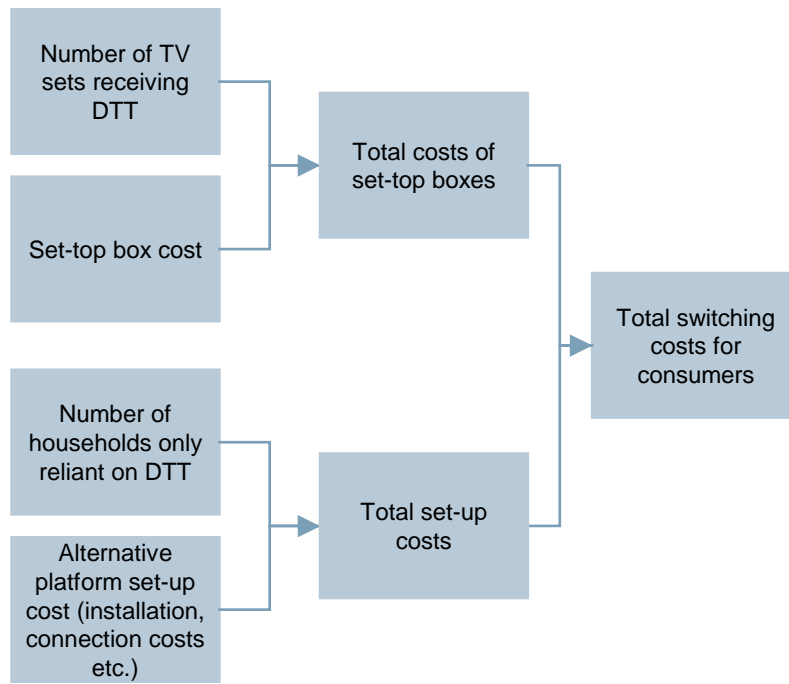 Number of TV
sets receiving
DTT
Set-top box cost
Total costs of
set-top boxes
Number of
households only
reliant on DTT
Alternative
platform set-up
cost (installation,
connection costs
etc.)
Total set-up
costs
Total switching
costs for
consumers